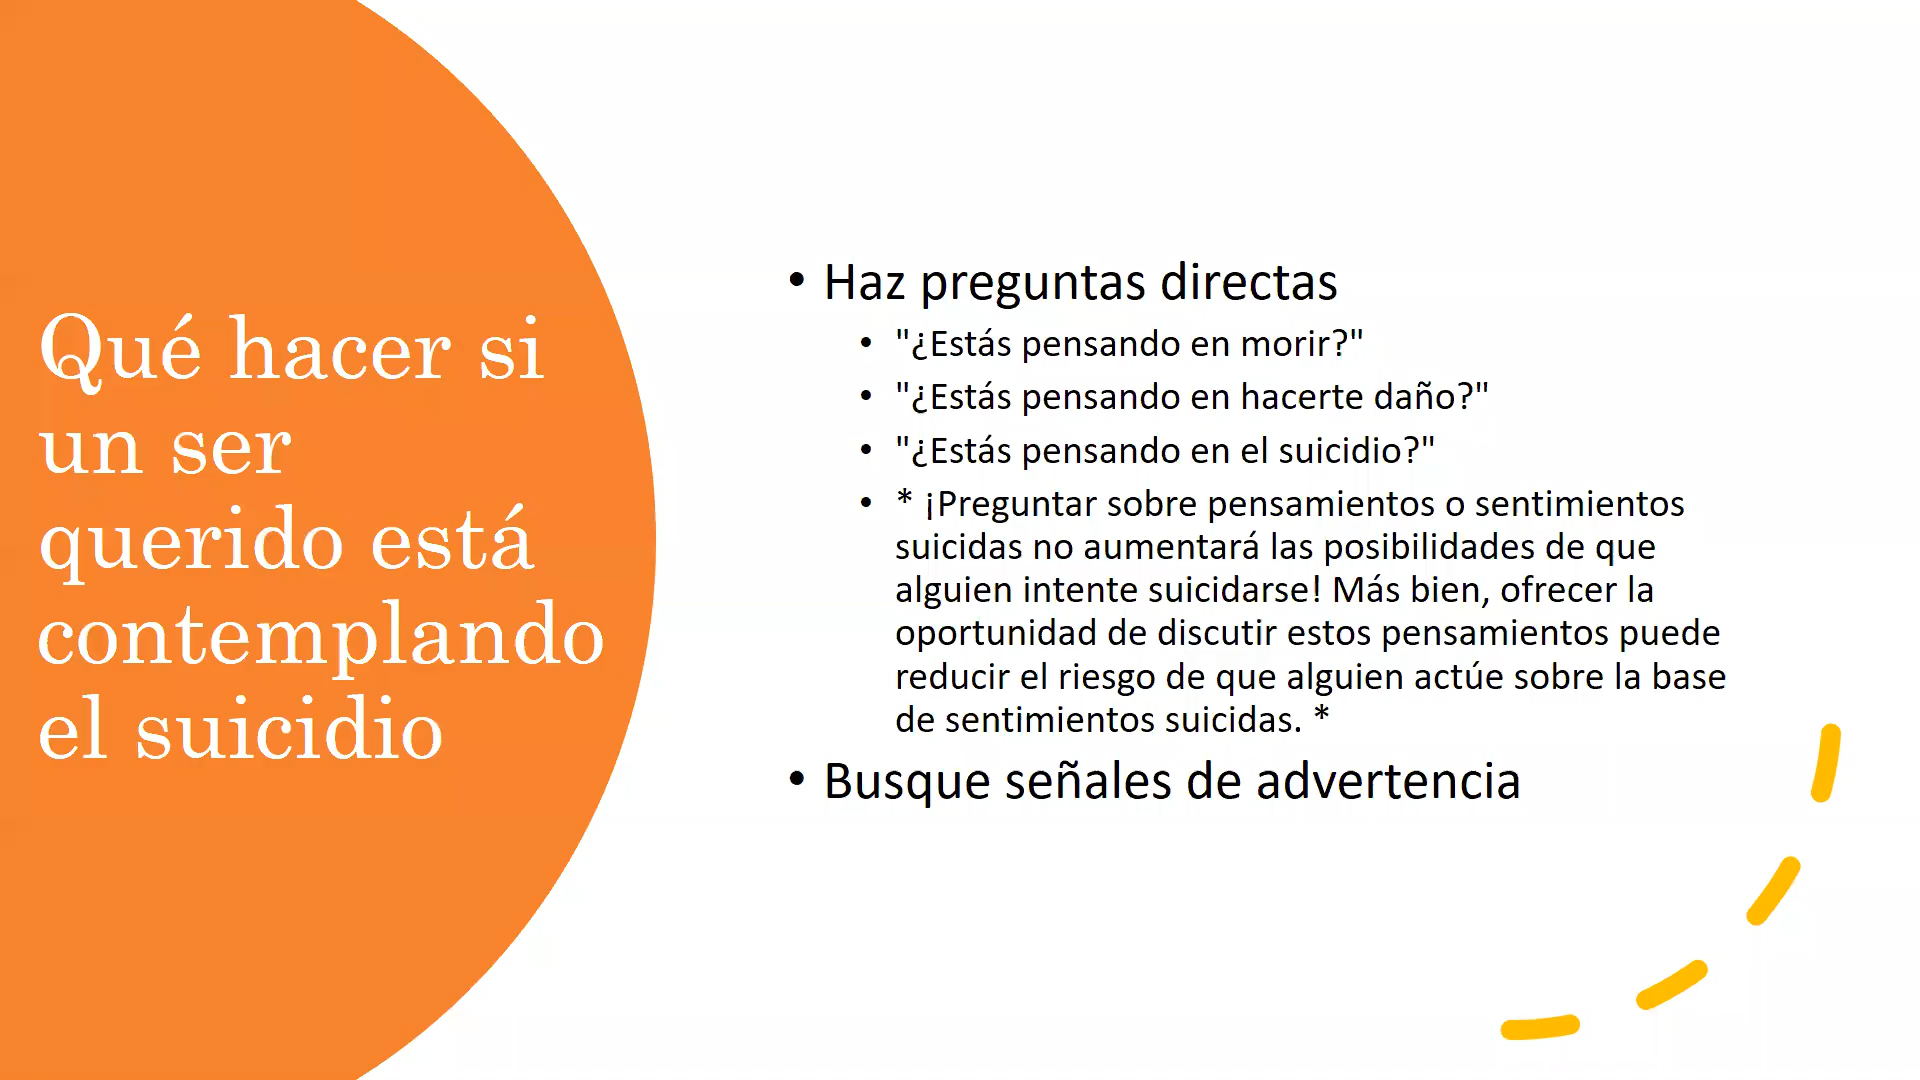 Qué hacer si
un ser
querido está
contemplando
el suicidio
• Haz preguntas directas
• "¿Estás pensando en morir?"
• "¿Estás pensando en hacerte daño?"
• "¿Estás pensando en el suicidio?"
• * ¡Preguntar sobre pensamientos o sentimientos
suicidas no aumentará las posibilidades de que
alguien intente suicidarse! Más bien, ofrecer la
oportunidad de discutir estos pensamientos puede
reducir el riesgo de que alguien actúe sobre la base
de sentimientos suicidas. *
• Busque señales de advertencia